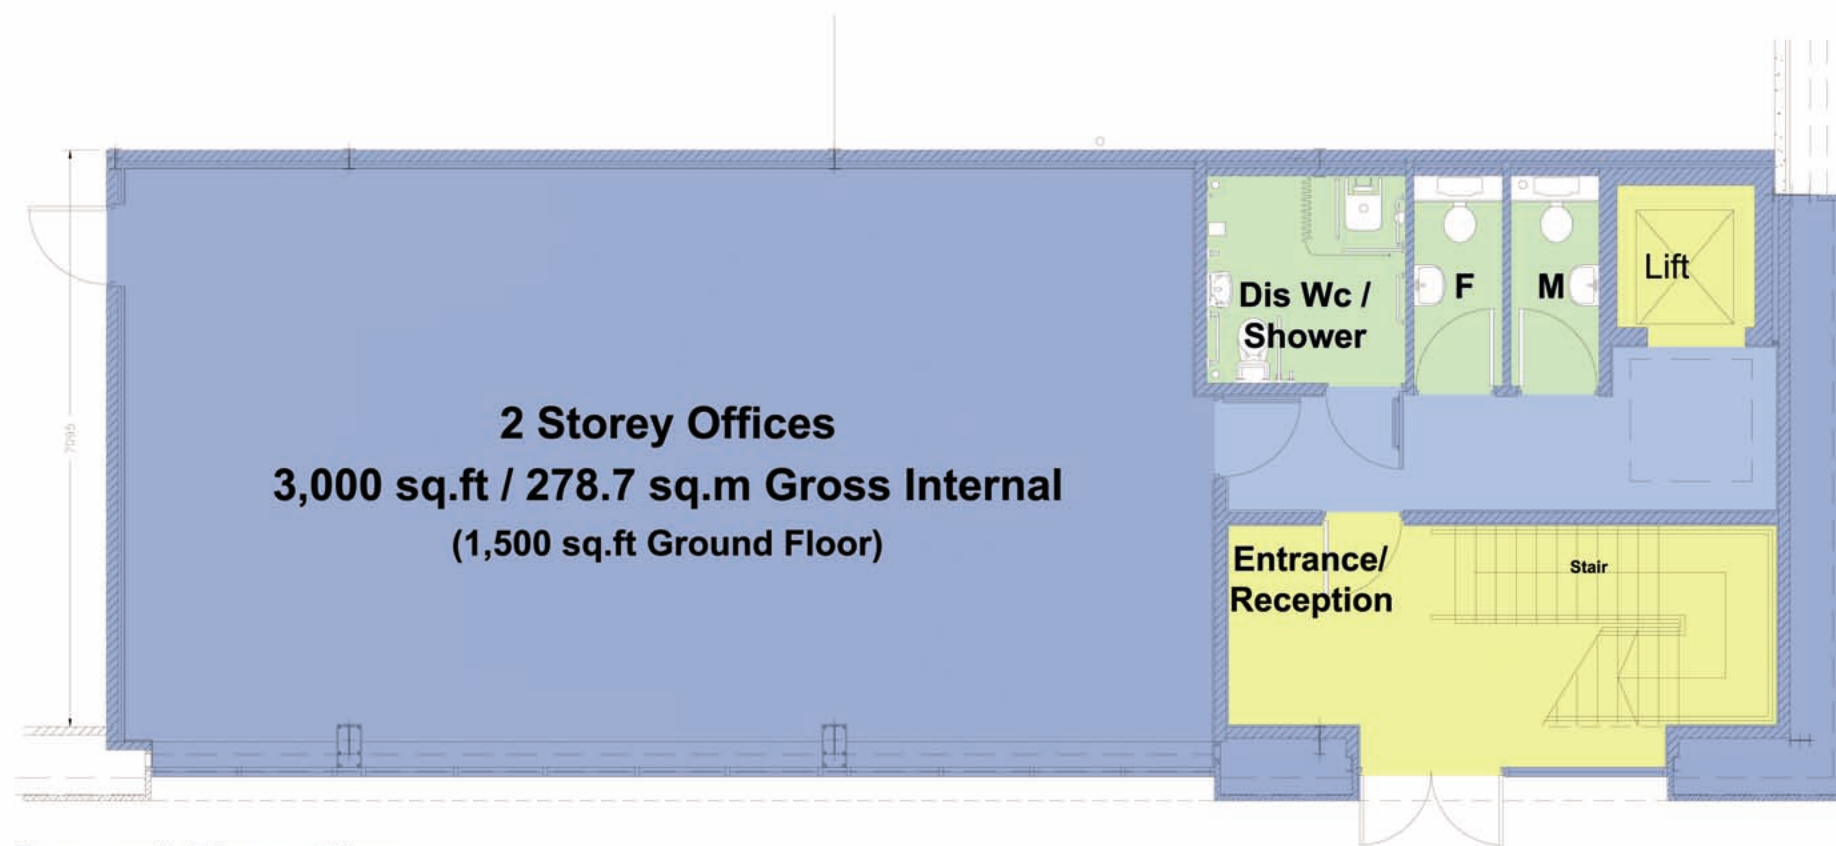 Dis Wc /
Shower
F
M
Lift
2 Storey Offices
3,000 sq.ft / 278.7 sq.m Gross Internal
(1,500 sq.ft Ground Floor)
7095
Entrance/
Reception
Stair